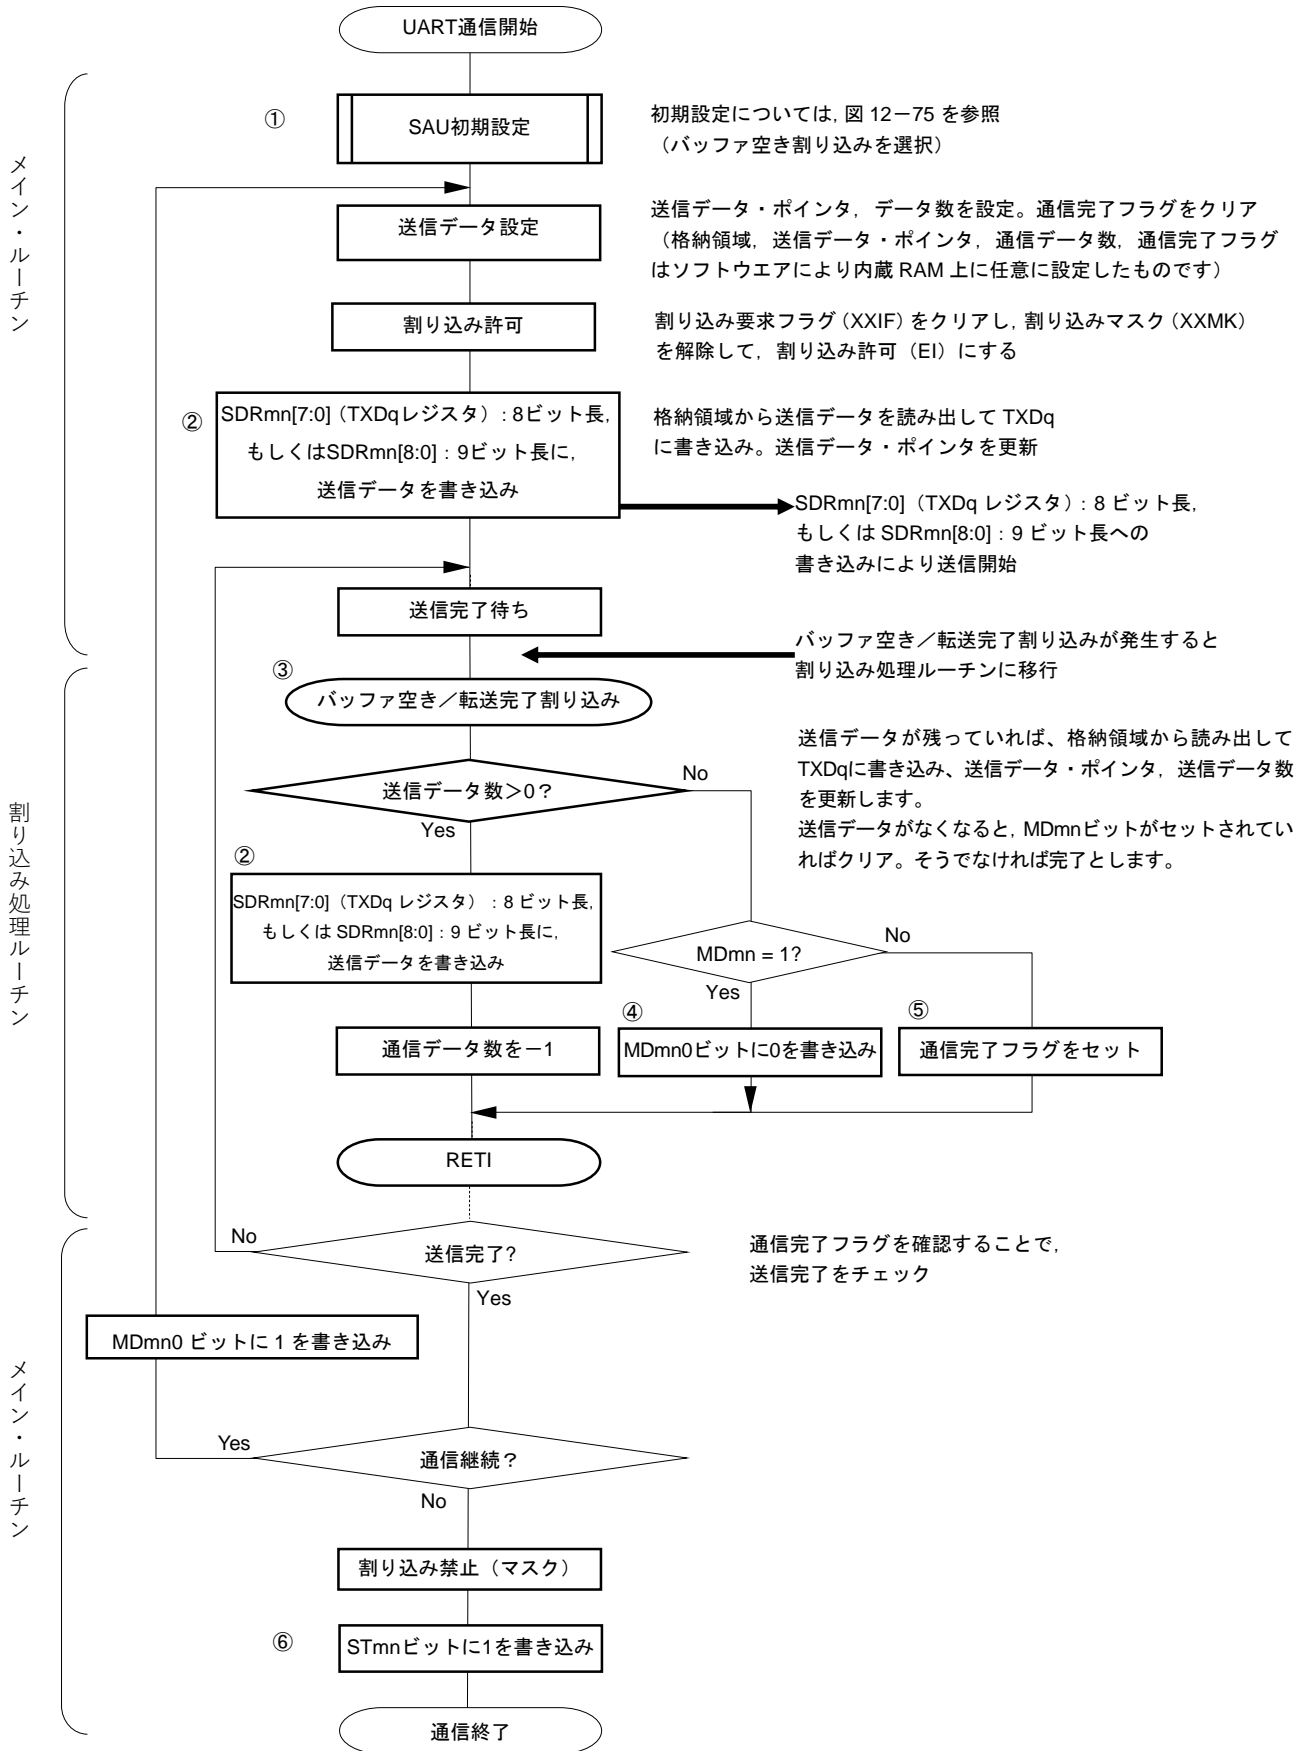 UART通信開始
メイン・ルーチン
①
SAU初期設定
初期設定については, 図 12－75 を参照
（バッファ空き割り込みを選択）
送信データ設定
送信データ・ポインタ，データ数を設定。通信完了フラグをクリア
（格納領域，送信データ・ポインタ，通信データ数，通信完了フラグ
はソフトウエアにより内蔵 RAM 上に任意に設定したものです）
割り込み許可
割り込み要求フラグ（XXIF）をクリアし, 割り込みマスク（XXMK）
を解除して，割り込み許可（EI）にする
②
SDRmn[7:0]（TXDqレジスタ）: 8ビット長,
もしくはSDRmn[8:0] : 9ビット長に,
送信データを書き込み
格納領域から送信データを読み出して TXDq
に書き込み。送信データ・ポインタを更新
SDRmn[7:0]（TXDq レジスタ）: 8 ビット長,
もしくは SDRmn[8:0] : 9 ビット長への
書き込みにより送信開始
送信完了待ち
バッファ空き／転送完了割り込みが発生すると
割り込み処理ルーチンに移行
割り込み処理ルーチン
③
バッファ空き／転送完了割り込み
送信データ数＞0？
No
Yes
送信データが残っていれば、格納領域から読み出して
TXDqに書き込み、送信データ・ポインタ，送信データ数
を更新します。
送信データがなくなると, MDmnビットがセットされてい
ればクリア。そうでなければ完了とします。
②
SDRmn[7:0]（TXDq レジスタ）: 8 ビット長,
もしくは SDRmn[8:0] : 9 ビット長に,
送信データを書き込み
MDmn = 1?
No
Yes
通信データ数を－1
④
MDmn0ビットに0を書き込み
⑤
通信完了フラグをセット
RETI
メイン・ルーチン
送信完了?
No
Yes
通信完了フラグを確認することで,
送信完了をチェック
MDmn0 ビットに 1 を書き込み
通信継続？
Yes
No
割り込み禁止（マスク）
⑥
STmnビットに1を書き込み
通信終了